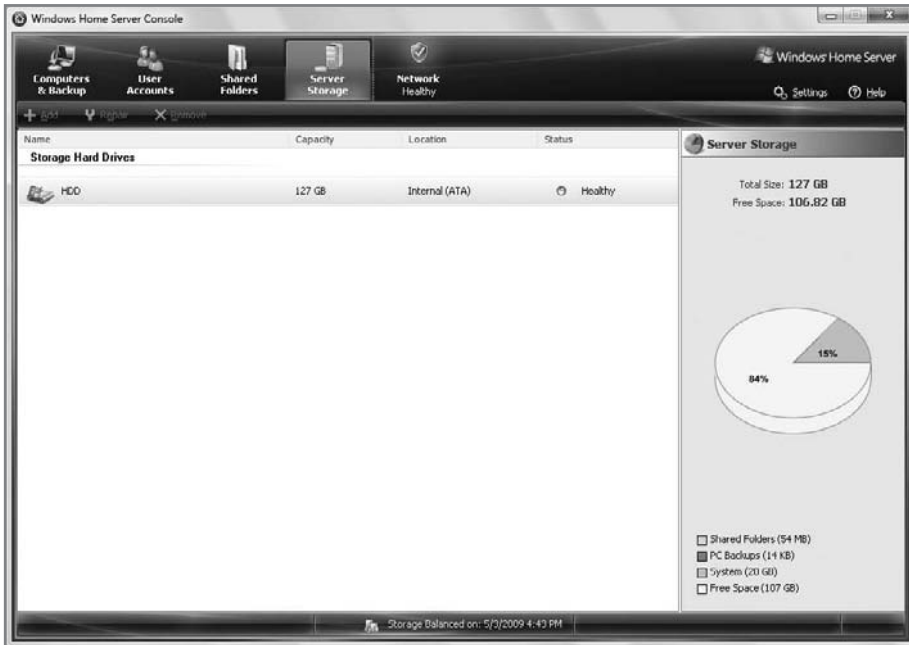 Windows Home Server Console
Computers & Backup
User Accounts
Shared Folders
Server Storage
Network Healthy
Windows Home Server
Settings
Help
Add
Repair
Remove
Name Capacity Location Status
Storage Hard Drives
HDD 127 GB Internal (ATA) Healthy
Server Storage
Total Size: 127 GB
Free Space: 106.82 GB
15%
84%
Shared Folders (54 MB)
PC Backups (14 KB)
System (20 GB)
Free Space (107 GB)
Storage Balanced on: 5/3/2009 4:43 PM